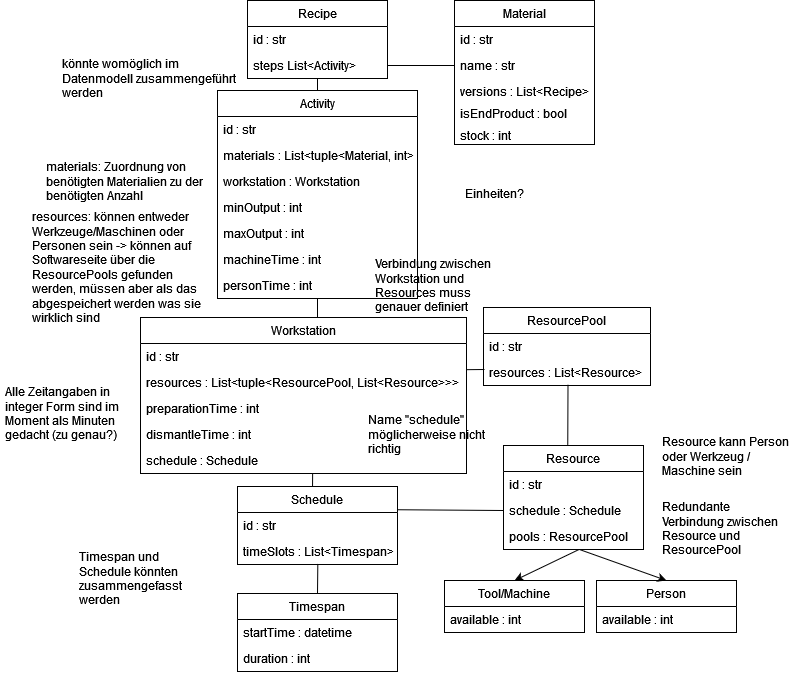 Recipe
id : str
steps List<Activity>
Material
id : str
name : str
versions : List<Recipe>
isEndProduct : bool
stock : int
könnte womöglich im
Datenmodell zusammengeführt
werden
Activity
id : str
materials : List<tuple<Material, int>
workstation : Workstation
minOutput : int
maxOutput : int
machineTime : int
personTime : int
materials: Zuordnung von
benötigten Materialien zu der
benötigten Anzahl
Einheiten?
resources: können entweder
Werkzeuge/Maschinen oder
Personen sein -> können auf
Softwareseite über die
ResourcePools gefunden
werden, müssen aber als das
abgespeichert werden was sie
wirklich sind
Verbindung zwischen
Workstation und
Resources muss
genauer definiert
Workstation
id : str
resources : List<tuple<ResourcePool, List<Resource>>>
preparationTime : int
dismantleTime : int
schedule : Schedule
ResourcePool
id : str
resources : List<Resource>
Alle Zeitangaben in
integer Form sind im
Moment als Minuten
gedacht (zu genau?)
Name "schedule"
möglicherweise nicht
richtig
Resource
id : str
schedule : Schedule
pools : ResourcePool
Resource kann Person
oder Werkzeug /
Maschine sein
Redundante
Verbindung zwischen
Resource und
ResourcePool
Schedule
id : str
timeSlots : List<Timespan>
Timespan und
Schedule könnten
zusammengefasst
werden
Timespan
startTime : datetime
duration : int
Tool/Machine
available : int
Person
available : int